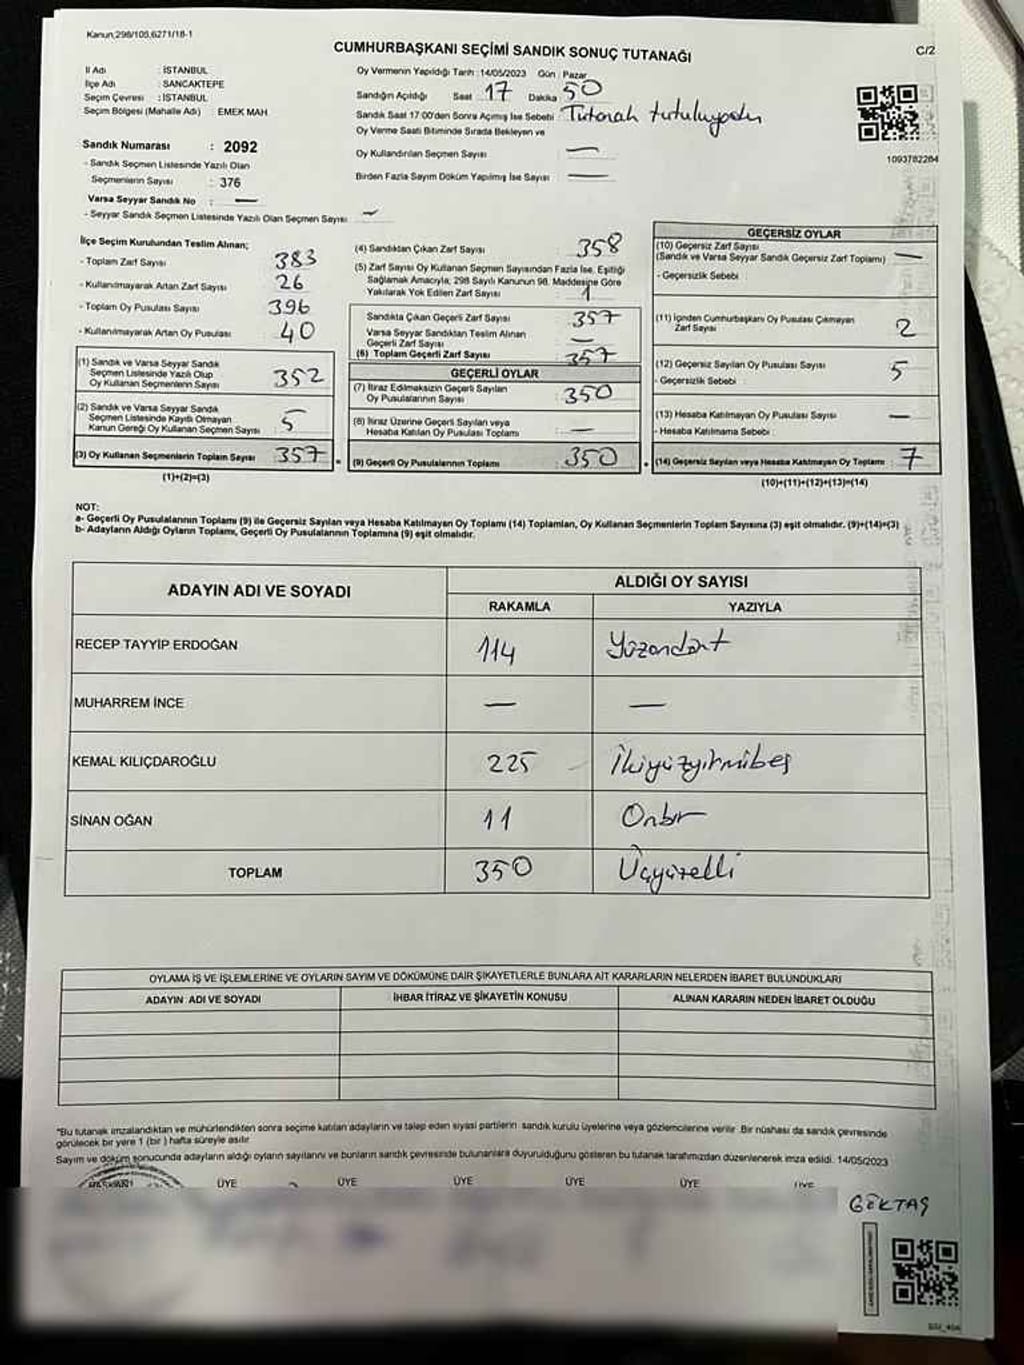 Kanun,298/105,6271/18-1
CUMHURBAŞKANI SEÇİMİ SANDIK SONUÇ TUTANAĞI
C/2
İl Adı : İSTANBUL
İlçe Adı : SANCAKTEPE
Seçim Çevresi : İSTANBUL
Seçim Bölgesi (Mahalle Adı) EMEK MAH
Sandık Numarası : 2092
- Sandık Seçmen Listesinde Yazılı Olan
Seçmenlerin Sayısı : 376
Varsa Seyyar Sandık No : —
- Seyyar Sandık Seçmen Listesinde Yazılı Olan Seçmen Sayısı —
Oy Vermenin Yapıldığı Tarih : 14/05/2023 Gün : Pazar
Sandığın Açıldığı Saat 17 Dakika 50
Sandık Saat 17:00'den Sonra Açılmış İse Sebebi : Tutanak tutuluyordu
Oy Verme Saati Bitiminde Sırada Bekleyen ve
Oy Kullandırılan Seçmen Sayısı —
Birden Fazla Sayım Döküm Yapılmış İse Sayısı —
1093782264
İlçe Seçim Kurulundan Teslim Alınan;
- Toplam Zarf Sayısı : 383
- Kullanılmayarak Artan Zarf Sayısı : 26
- Toplam Oy Pusulası Sayısı : 396
- Kullanılmayarak Artan Oy Pusulası : 40
(1) Sandık ve Varsa Seyyar Sandık
Seçmen Listesinde Yazılı Olup
Oy Kullanan Seçmenlerin Sayısı : 352
(2) Sandık ve Varsa Seyyar Sandık
Seçmen Listesinde Kayıtlı Olmayan
Kanun Gereği Oy Kullanan Seçmen Sayısı : 5
(3) Oy Kullanan Seçmenlerin Toplam Sayısı : 357
(1)+(2)=(3)
(4) Sandıktan Çıkan Zarf Sayısı 358
(5) Zarf Sayısı Oy Kullanan Seçmen Sayısından Fazla İse, Eşitliği
Sağlamak Amacıyla, 298 Sayılı Kanunun 98. Maddesine Göre
Yakılarak Yok Edilen Zarf Sayısı : 1
Sandıkta Çıkan Geçerli Zarf Sayısı : 357
Varsa Seyyar Sandıktan Teslim Alınan
Geçerli Zarf Sayısı : —
(6) Toplam Geçerli Zarf Sayısı : 357
GEÇERLİ OYLAR
(7) İtiraz Edilmeksizin Geçerli Sayılan
Oy Pusulalarının Sayısı : 350
(8) İtiraz Üzerine Geçerli Sayılan veya
Hesaba Katılan Oy Pusulası Toplamı : —
(9) Geçerli Oy Pusulalarının Toplamı : 350
GEÇERSİZ OYLAR
(10) Geçersiz Zarf Sayısı
(Sandık ve Varsa Seyyar Sandık Geçersiz Zarf Toplamı) —
- Geçersizlik Sebebi :
(11) İçinden Cumhurbaşkanı Oy Pusulası Çıkmayan
Zarf Sayısı 2
(12) Geçersiz Sayılan Oy Pusulası Sayısı : 5
- Geçersizlik Sebebi :
(13) Hesaba Katılmayan Oy Pusulası Sayısı : —
- Hesaba Katılmama Sebebi :
(14) Geçersiz Sayılan veya Hesaba Katılmayan Oy Toplamı : 7
(10)+(11)+(12)+(13)=(14)
NOT:
a- Geçerli Oy Pusulalarının Toplamı (9) ile Geçersiz Sayılan veya Hesaba Katılmayan Oy Toplamı (14) Toplamları, Oy Kullanan Seçmenlerin Toplam Sayısına (3) eşit olmalıdır. (9)+(14)=(3)
b- Adayların Aldığı Oyların Toplamı, Geçerli Oy Pusulalarının Toplamına (9) eşit olmalıdır.
ADAYIN ADI VE SOYADI ALDIĞI OY SAYISI
RAKAMLA YAZIYLA
RECEP TAYYİP ERDOĞAN 114 Yüzondört
MUHARREM İNCE — —
KEMAL KILIÇDAROĞLU 225 İkiyüzyirmibeş
SİNAN OĞAN 11 Onbir
TOPLAM 350 Üçyüzelli
OYLAMA İŞ VE İŞLEMLERİNE VE OYLARIN SAYIM VE DÖKÜMÜNE DAİR ŞİKAYETLERLE BUNLARA AİT KARARLARIN NELERDEN İBARET BULUNDUKLARI
ADAYIN ADI VE SOYADI İHBAR İTİRAZ VE ŞİKAYETİN KONUSU ALINAN KARARIN NEDEN İBARET OLDUĞU
*Bu tutanak imzalandıktan ve mühürlendikten sonra seçime katılan adayların ve talep eden siyasi partilerin sandık kurulu üyelerine veya gözlemcilerine verilir. Bir nüshası da sandık çevresinde
görülecek bir yere 1 (bir) hafta süreyle asılır.
Sayım ve döküm sonucunda adayların aldığı oyların sayılarını ve bunların sandık çevresinde bulunanlara duyurulduğunu gösteren bu tutanak tarafımızdan düzenlenerek imza edildi. 14/05/2023
ÜYE ÜYE ÜYE ÜYE ÜYE ÜYE
GÖKTAŞ